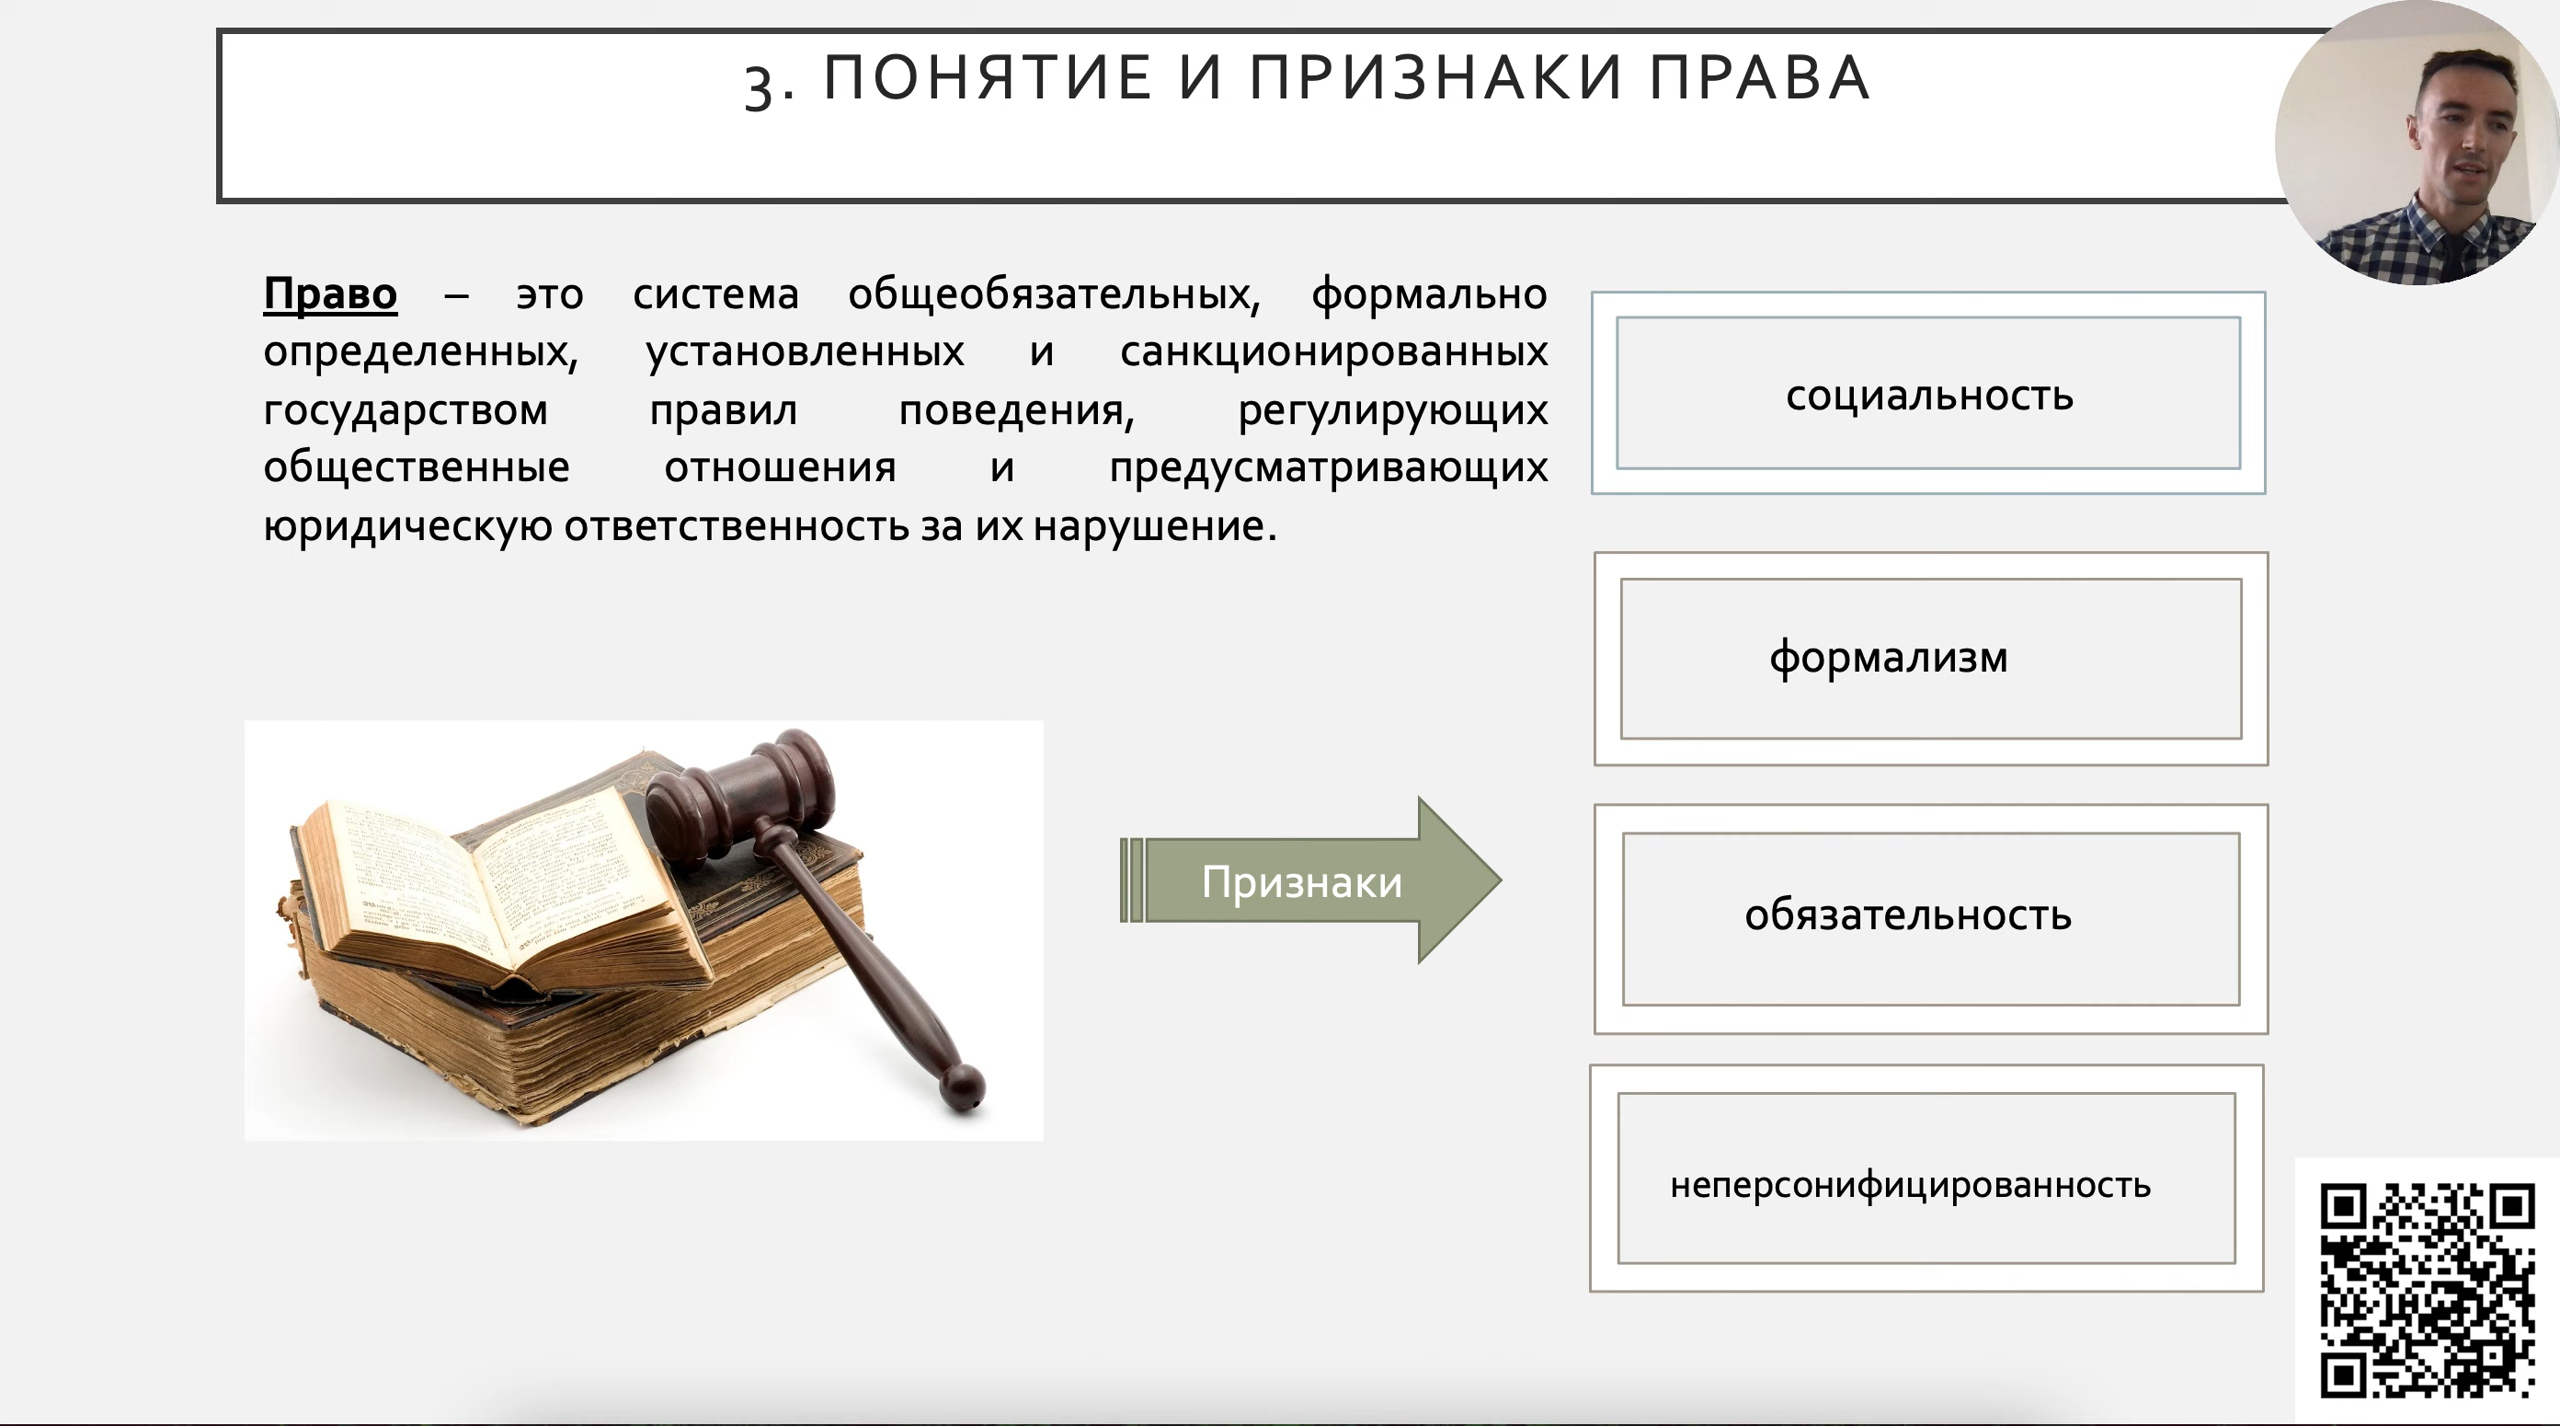 3. ПОНЯТИЕ И ПРИЗНАКИ ПРАВА
Право – это система общеобязательных, формально
определенных, установленных и санкционированных
государством правил поведения, регулирующих
общественные отношения и предусматривающих
юридическую ответственность за их нарушение.
социальность
формализм
Признаки
обязательность
неперсонифицированность